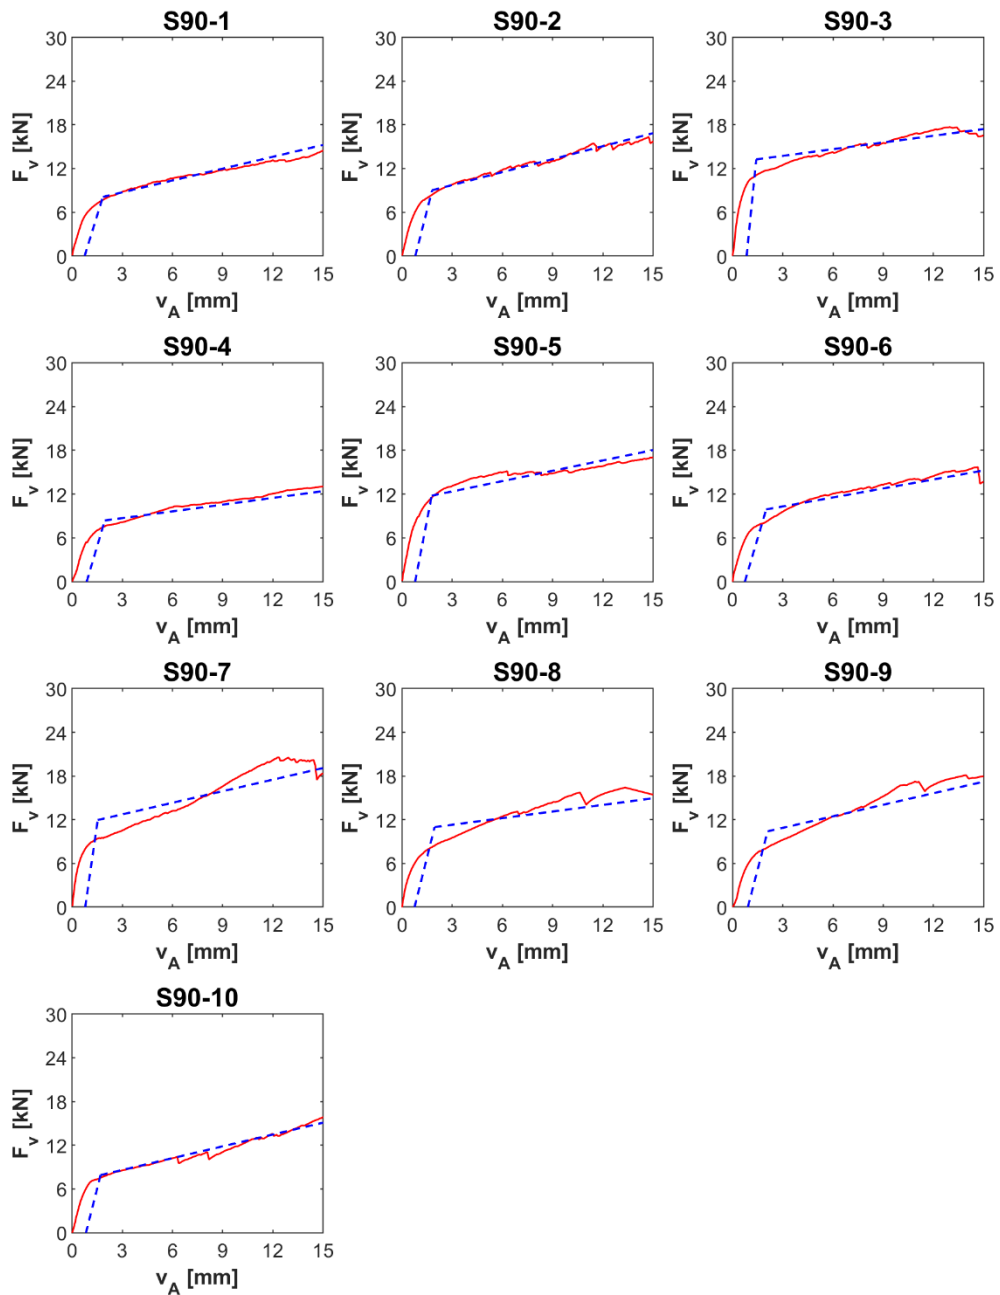 S90-1 S90-2 S90-3
30 30 30
24 24 24
18 18 18
12 12 12
6 6 6
0 0 0
F_v [kN] F_v [kN] F_v [kN]
0 3 6 9 12 15 0 3 6 9 12 15 0 3 6 9 12 15
v_A [mm] v_A [mm] v_A [mm]
S90-4 S90-5 S90-6
30 30 30
24 24 24
18 18 18
12 12 12
6 6 6
0 0 0
F_v [kN] F_v [kN] F_v [kN]
0 3 6 9 12 15 0 3 6 9 12 15 0 3 6 9 12 15
v_A [mm] v_A [mm] v_A [mm]
S90-7 S90-8 S90-9
30 30 30
24 24 24
18 18 18
12 12 12
6 6 6
0 0 0
F_v [kN] F_v [kN] F_v [kN]
0 3 6 9 12 15 0 3 6 9 12 15 0 3 6 9 12 15
v_A [mm] v_A [mm] v_A [mm]
S90-10
30
24
18
12
6
0
F_v [kN]
0 3 6 9 12 15
v_A [mm]